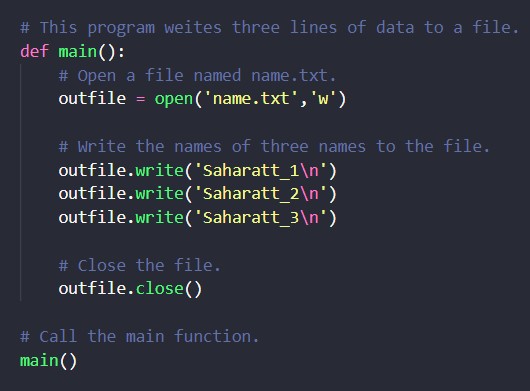 # This program weites three lines of data to a file.
def main():
    # Open a file named name.txt.
    outfile = open('name.txt','w')

    # Write the names of three names to the file.
    outfile.write('Saharatt_1\n')
    outfile.write('Saharatt_2\n')
    outfile.write('Saharatt_3\n')

    # Close the file.
    outfile.close()

# Call the main function.
main()